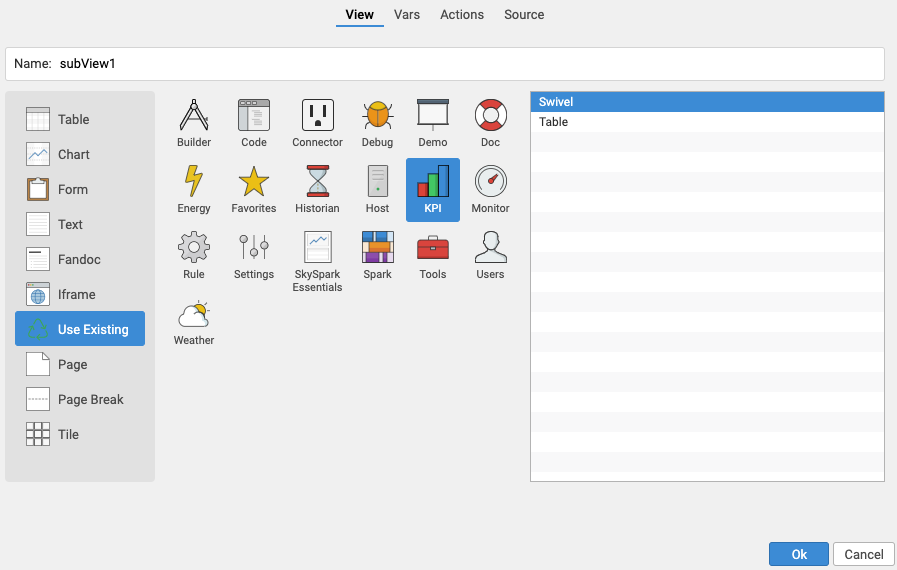 View Vars Actions Source
Name: subView1
Table
Chart
Form
Text
Fandoc
Iframe
Use Existing
Page
Page Break
Tile
Builder Code Connector Debug Demo Doc
Energy Favorites Historian Host KPI Monitor
Rule Settings SkySpark Essentials Spark Tools Users
Weather
Swivel
Table
Ok Cancel